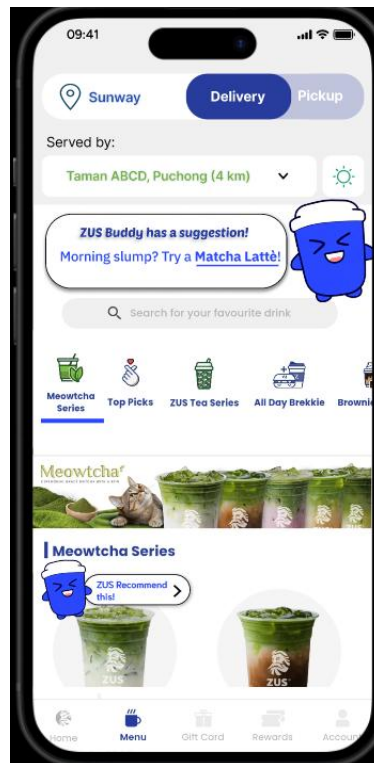 09:41
Sunway
Delivery
Pickup
Served by:
Taman ABCD, Puchong (4 km)
ZUS Buddy has a suggestion!
Morning slump? Try a Matcha Lattè!
Search for your favourite drink
Meowtcha Series
Top Picks
ZUS Tea Series
All Day Brekkie
Brownie
Meowtcha
Meowtcha Series
ZUS Recommend
this!
ZUS
ZUS
Home
Menu
Gift Card
Rewards
Account